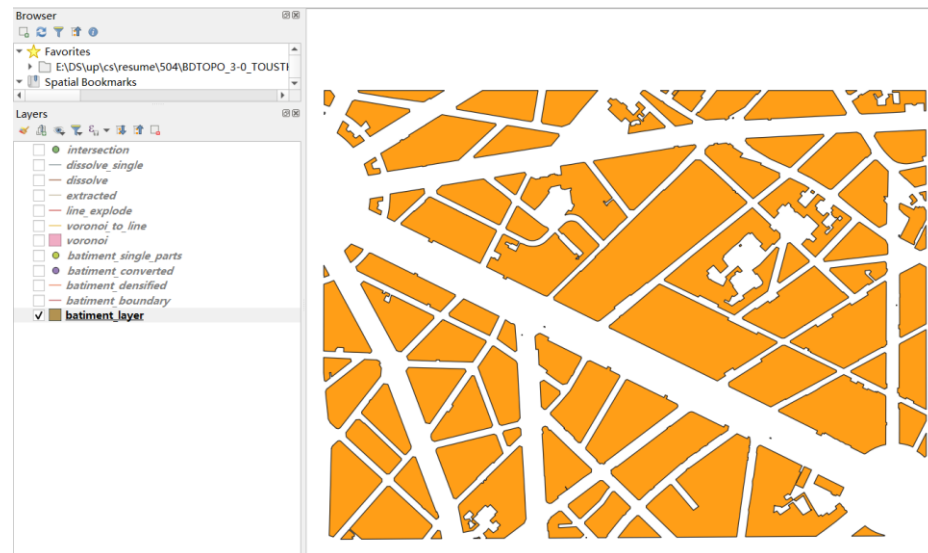 Browser
Favorites
E:\DS\up\cs\resume\504\BDTOPO_3-0_TOUSTH
Spatial Bookmarks
Layers
intersection
dissolve_single
dissolve
extracted
line_explode
voronoi_to_line
voronoi
batiment_single_parts
batiment_converted
batiment_densified
batiment_boundary
batiment_layer